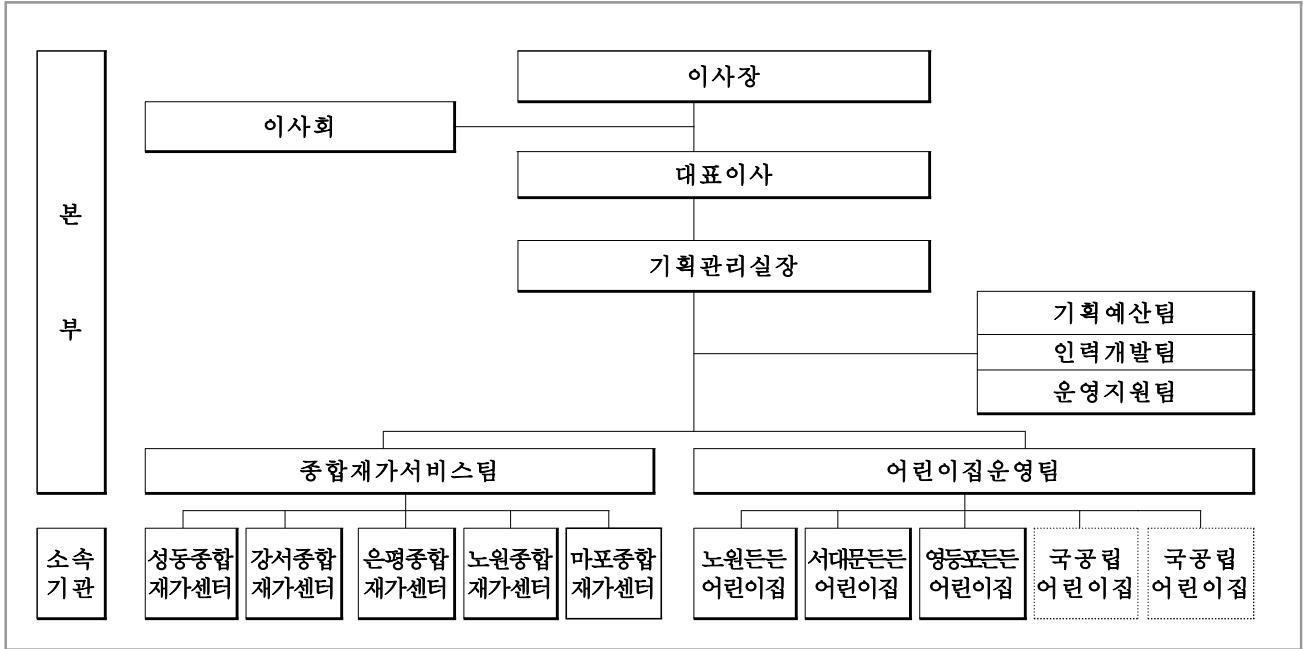 이사장
이사회
대표이사
본
부
기획관리실장
기획예산팀
인력개발팀
운영지원팀
종합재가서비스팀
어린이집운영팀
소속
기관
성동종합
재가센터
강서종합
재가센터
은평종합
재가센터
노원종합
재가센터
마포종합
재가센터
노원든든
어린이집
서대문든든
어린이집
영등포든든
어린이집
국공립
어린이집
국공립
어린이집